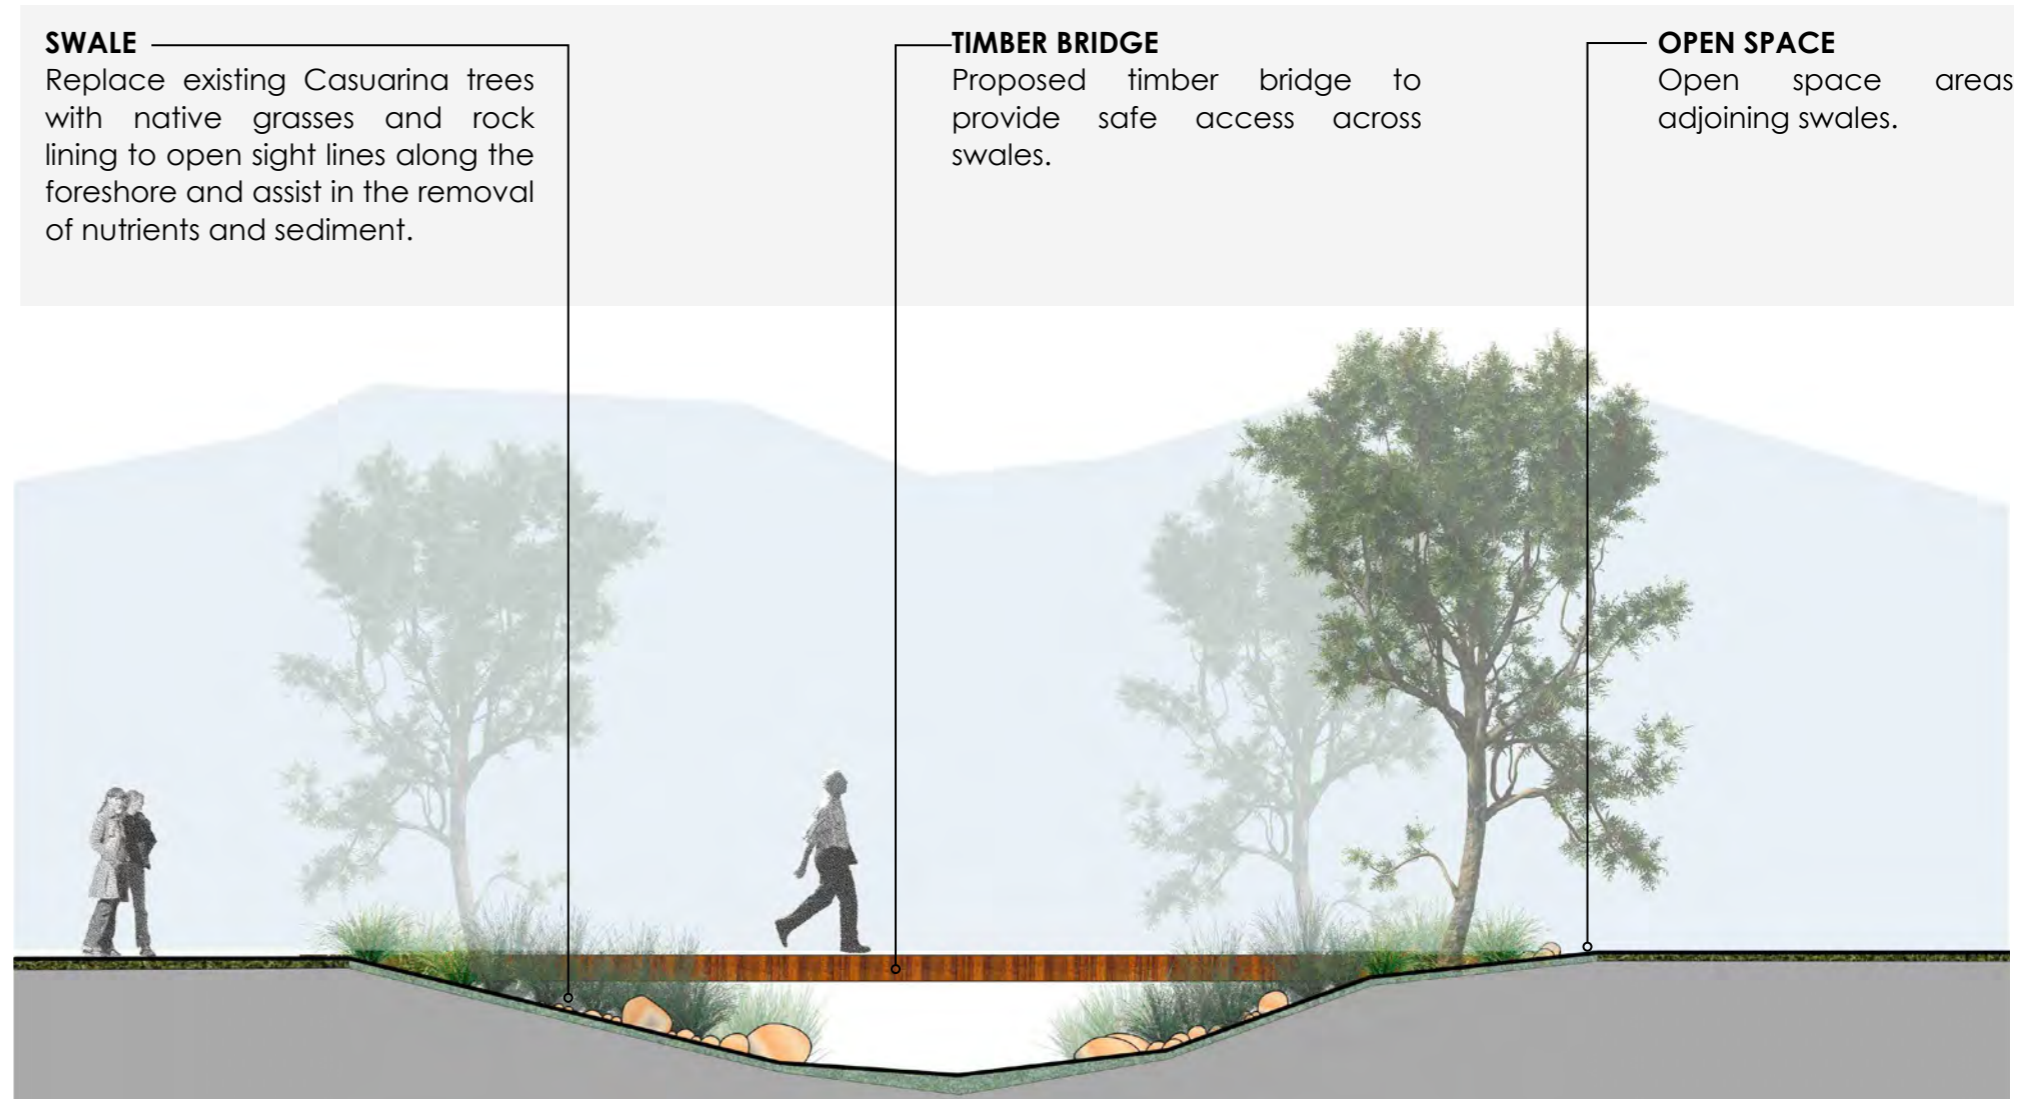 SWALE
Replace existing Casuarina trees
with native grasses and rock
lining to open sight lines along the
foreshore and assist in the removal
of nutrients and sediment.
TIMBER BRIDGE
Proposed timber bridge to
provide safe access across
swales.
OPEN SPACE
Open space areas
adjoining swales.